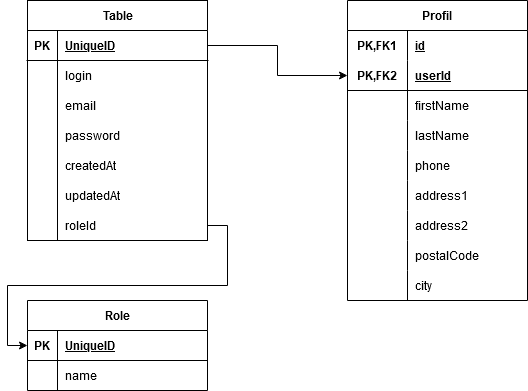 Table
PK UniqueID
login
email
password
createdAt
updatedAt
roleId
Profil
PK,FK1 id
PK,FK2 userId
firstName
lastName
phone
address1
address2
postalCode
city
Role
PK UniqueID
name